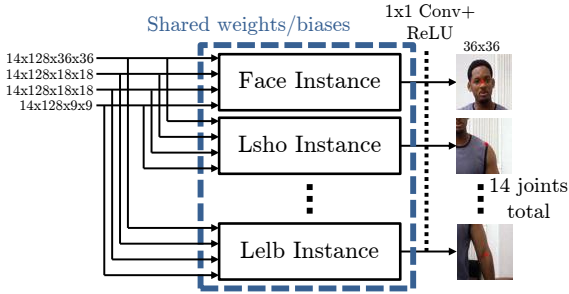 1x1 Conv+
ReLU
Shared weights/biases
36x36
14x128x36x36
14x128x18x18
14x128x18x18
14x128x9x9
Face Instance
Lsho Instance
14 joints
total
Lelb Instance